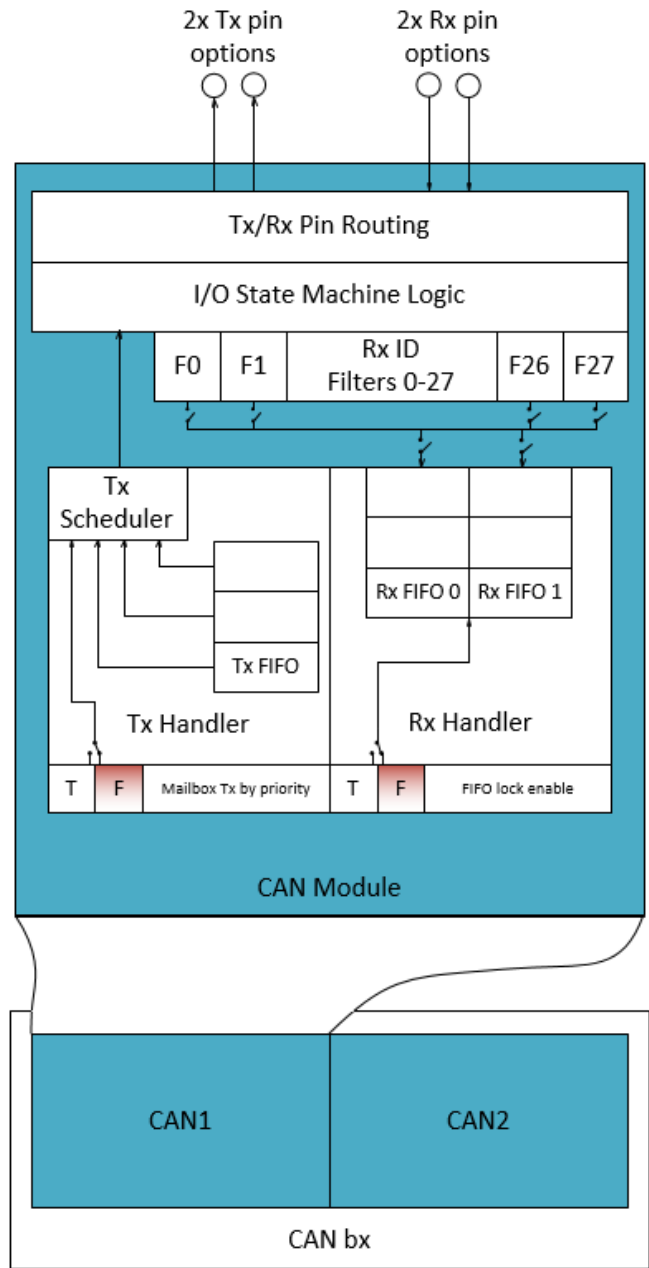 2x Tx pin
options
2x Rx pin
options
Tx/Rx Pin Routing
I/O State Machine Logic
F0
F1
Rx ID
Filters 0-27
F26
F27
Tx
Scheduler
Tx FIFO
Rx FIFO 0
Rx FIFO 1
Tx Handler
Rx Handler
T
F
Mailbox Tx by priority
T
F
FIFO lock enable
CAN Module
CAN1
CAN2
CAN bx